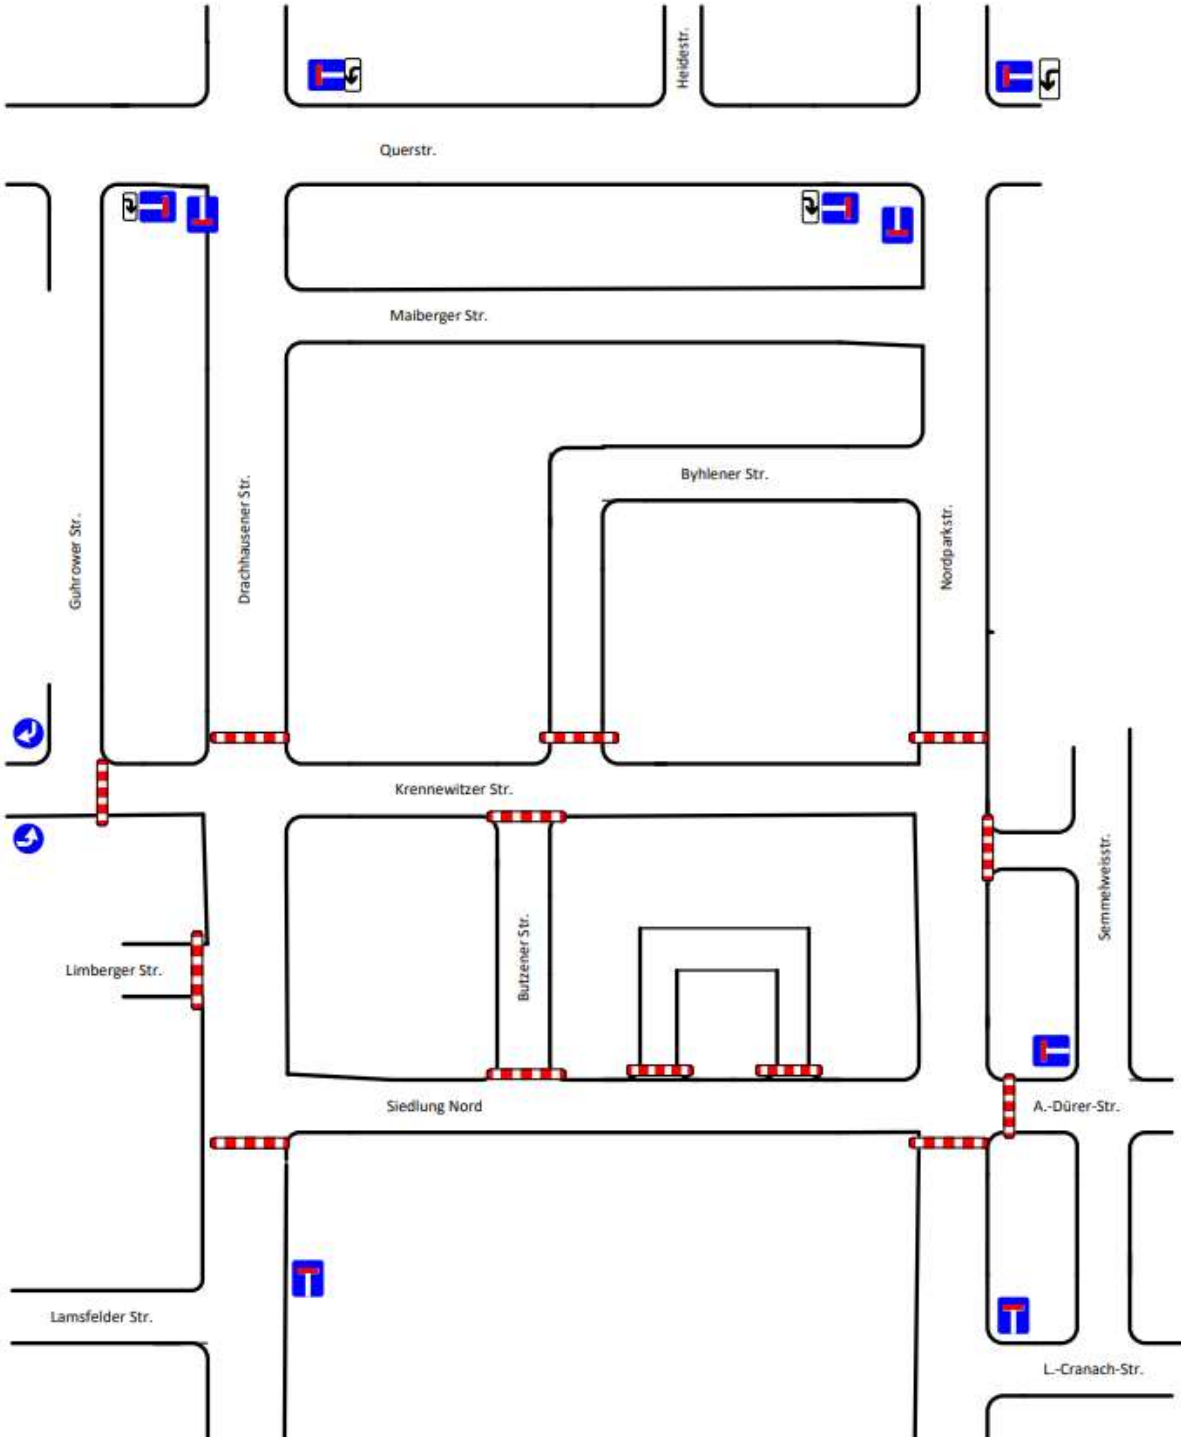 Heidestr.
Querstr.
Maiberger Str.
Byhlener Str.
Guhrower Str.
Drachhausener Str.
Nordparkstr.
Krennewitzer Str.
Semmelweisstr.
Butzener Str.
Limberger Str.
Siedlung Nord
A.-Dürer-Str.
Lamsfelder Str.
L.-Cranach-Str.